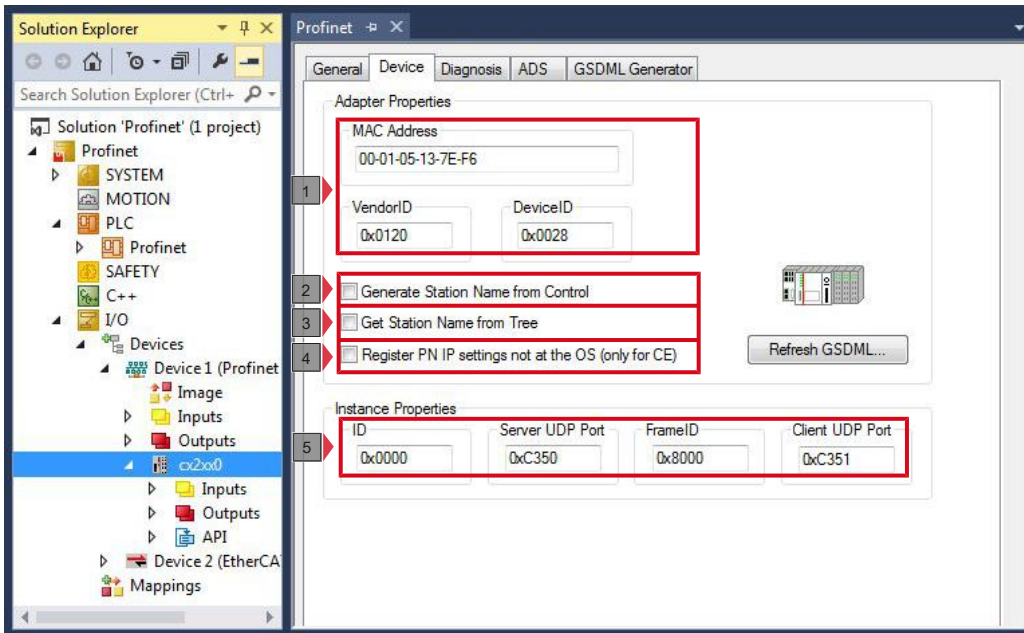 Solution Explorer
Search Solution Explorer (Ctrl+
Solution 'Profinet' (1 project)
Profinet
SYSTEM
MOTION
PLC
Profinet
SAFETY
C++
I/O
Devices
Device 1 (Profinet
Image
Inputs
Outputs
cx2xx0
Inputs
Outputs
API
Device 2 (EtherCA
Mappings
Profinet
General Device Diagnosis ADS GSDML Generator
Adapter Properties
MAC Address
00-01-05-13-7E-F6
1
VendorID DeviceID
0x0120 0x0028
2 Generate Station Name from Control
3 Get Station Name from Tree
4 Register PN IP settings not at the OS (only for CE)
Refresh GSDML...
Instance Properties
ID Server UDP Port FrameID Client UDP Port
5 0x0000 0xC350 0x8000 0xC351